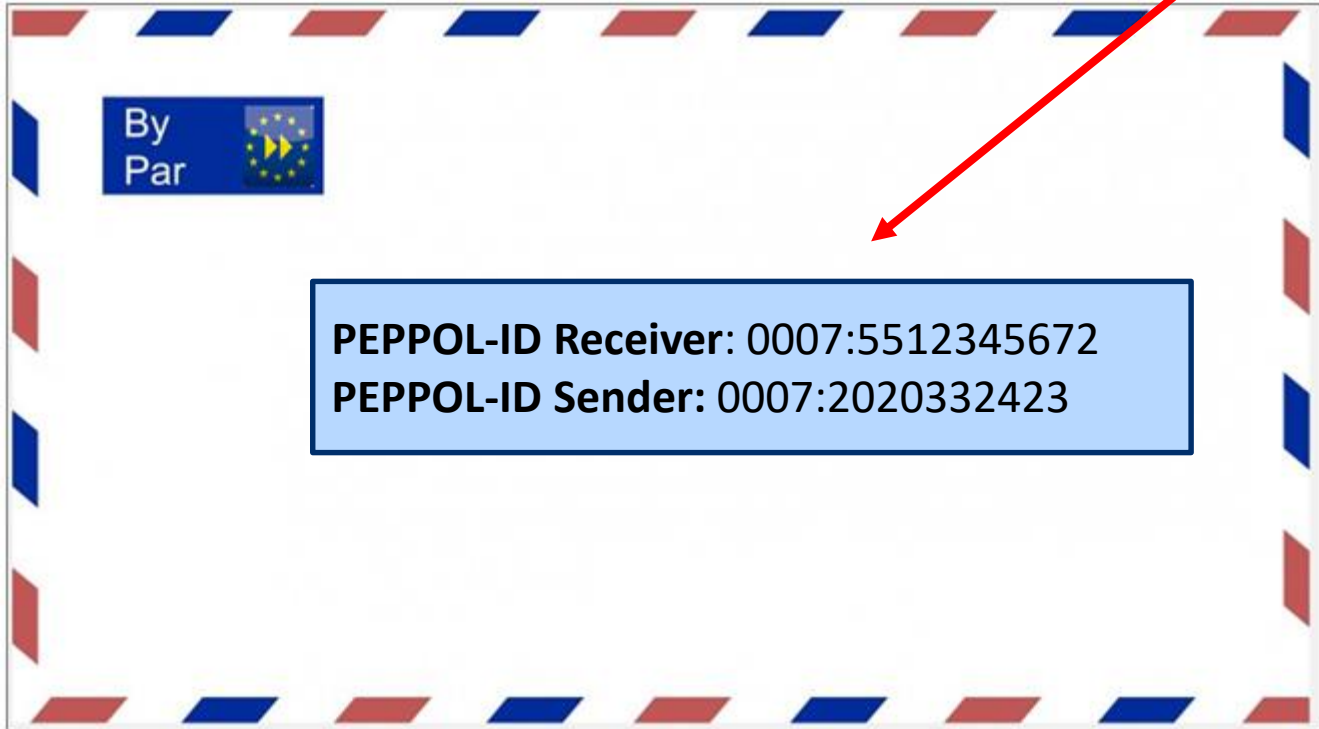 By
Par
PEPPOL-ID Receiver: 0007:5512345672
PEPPOL-ID Sender: 0007:2020332423